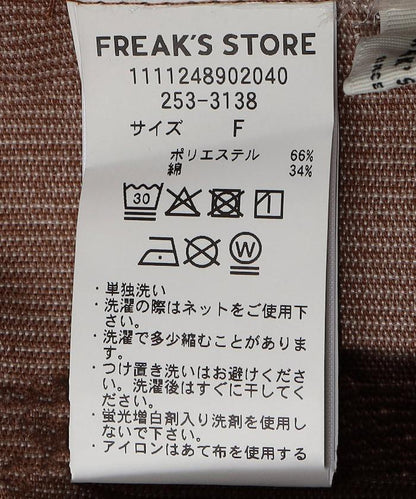 FREAK'S STORE
1111248902040
253-3138
サイズ F
ポリエステル 66%
綿 34%
30
W
・単独洗い
・洗濯の際はネットをご使用下
さい。
・洗濯で多少縮むことがありま
す。
・つけ置き洗いはお避けくださ
い。洗濯後はすぐに干してく
ださい。
・蛍光増白剤入り洗剤を使用し
ないで下さい。
・アイロンはあて布を使用する